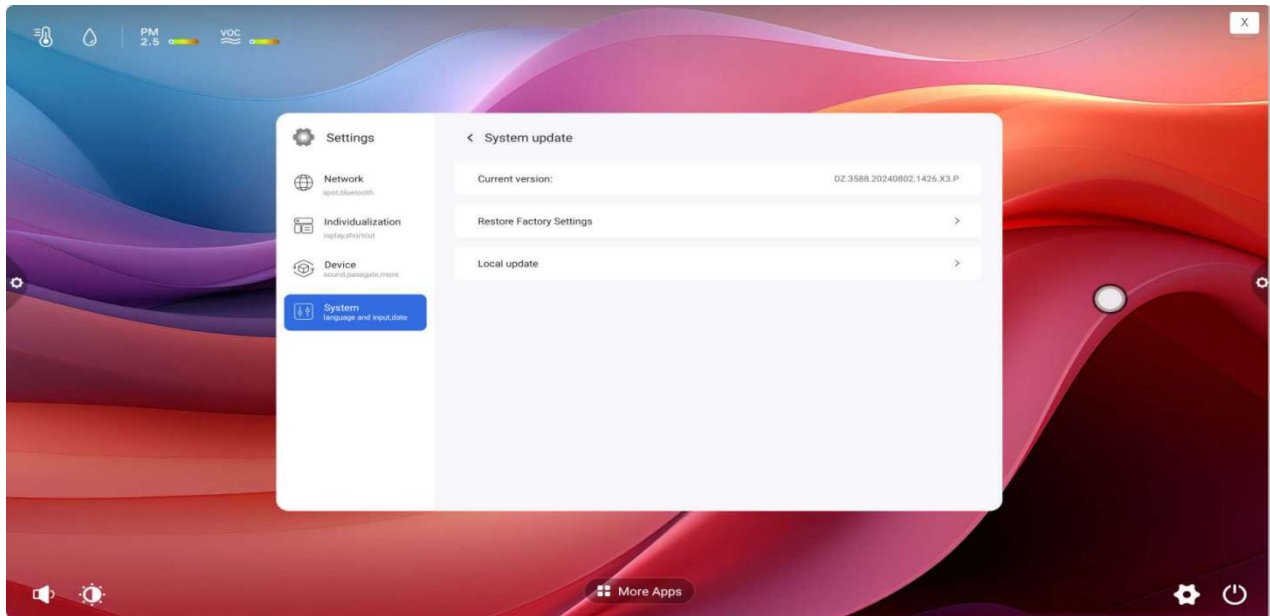 PM
2.5
VOC
X
Settings
System update
Network
spot,bluetooth
Current version:
DZ.3588.20240802.1426.X3.P
Individualization
Restore Factory Settings
Device
sound,passgate,more
Local update
System
language and input,date
More Apps